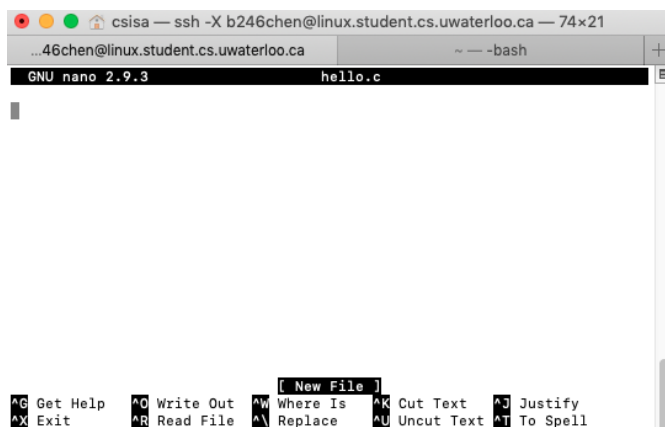 csisa — ssh -X b246chen@linux.student.cs.uwaterloo.ca — 74×21
...46chen@linux.student.cs.uwaterloo.ca ~ — -bash +
GNU nano 2.9.3 hello.c
[ New File ]
^G Get Help ^O Write Out ^W Where Is ^K Cut Text ^J Justify
^X Exit ^R Read File ^\ Replace ^U Uncut Text ^T To Spell